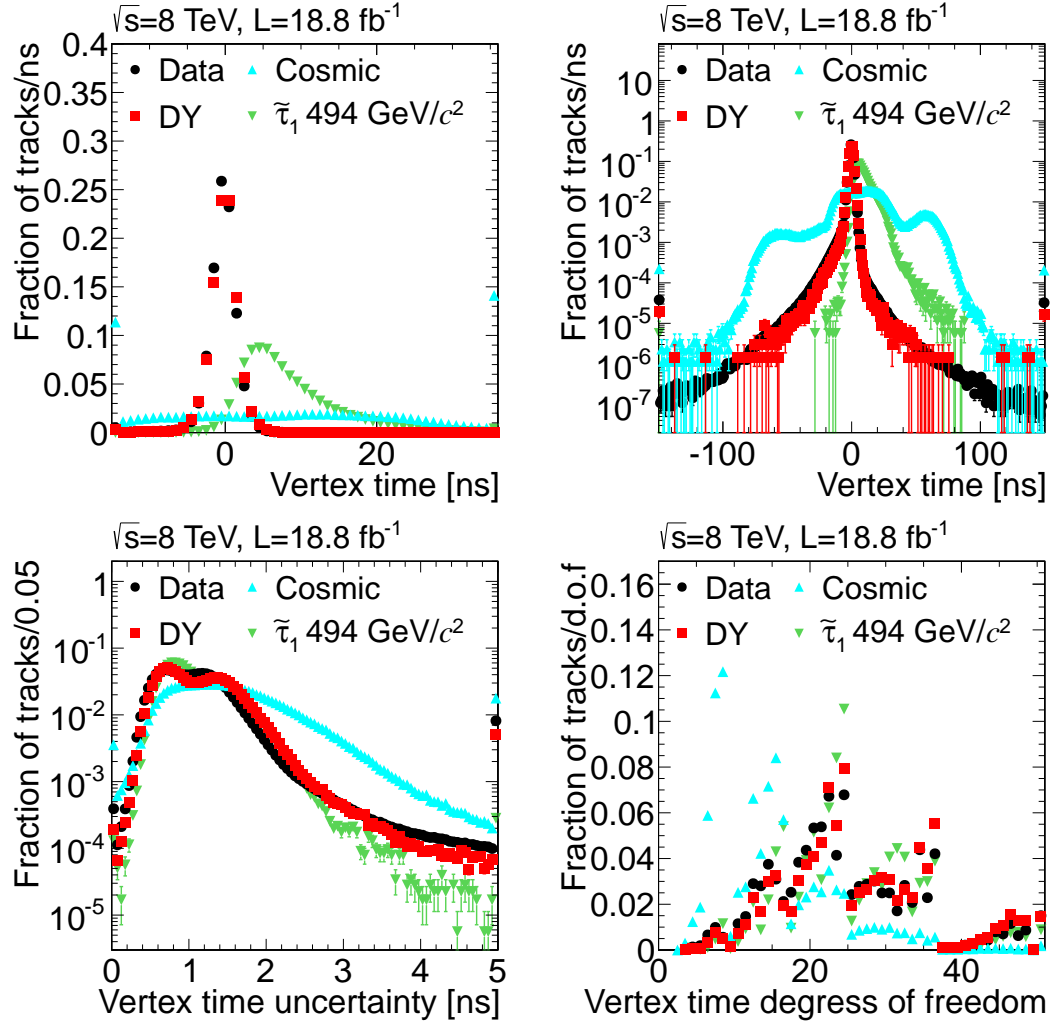 √s=8 TeV, L=18.8 fb⁻¹
Fraction of tracks/ns
0.4
0.35
0.3
0.25
0.2
0.15
0.1
0.05
0
Data
Cosmic
DY
τ̃₁ 494 GeV/c²
0 20
Vertex time [ns]
√s=8 TeV, L=18.8 fb⁻¹
Fraction of tracks/ns
10
1
10⁻¹
10⁻²
10⁻³
10⁻⁴
10⁻⁵
10⁻⁶
10⁻⁷
Data
Cosmic
DY
τ̃₁ 494 GeV/c²
-100 0 100
Vertex time [ns]
√s=8 TeV, L=18.8 fb⁻¹
Fraction of tracks/0.05
1
10⁻¹
10⁻²
10⁻³
10⁻⁴
10⁻⁵
Data
Cosmic
DY
τ̃₁ 494 GeV/c²
0 1 2 3 4 5
Vertex time uncertainty [ns]
√s=8 TeV, L=18.8 fb⁻¹
Fraction of tracks/d.o.f
0.16
0.14
0.12
0.1
0.08
0.06
0.04
0.02
0
Data
Cosmic
DY
τ̃₁ 494 GeV/c²
0 20 40
Vertex time degress of freedom